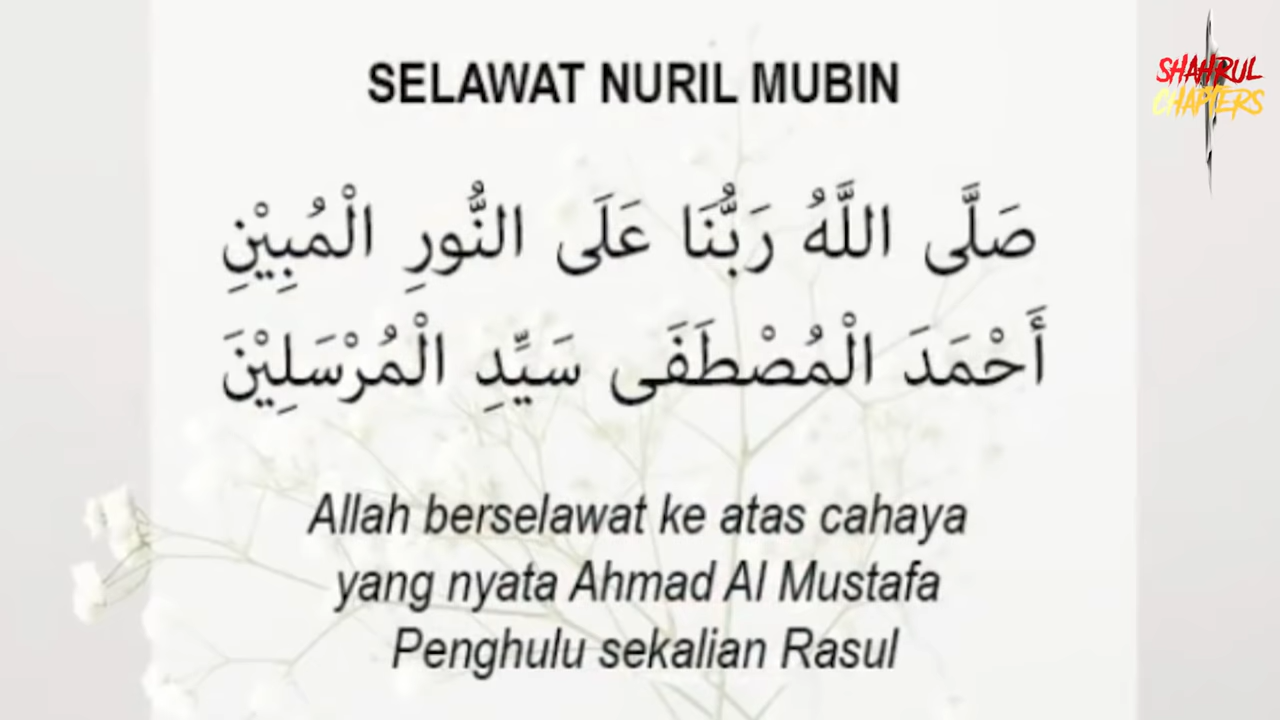 SELAWAT NURIL MUBIN
SHAHRUL
CHAPTERS
صَلَّى اللَّهُ رَبُّنَا عَلَى النُّورِ الْمُبِيْنِ
أَحْمَدَ الْمُصْطَفَى سَيِّدِ الْمُرْسَلِيْنَ
Allah berselawat ke atas cahaya
yang nyata Ahmad Al Mustafa
Penghulu sekalian Rasul